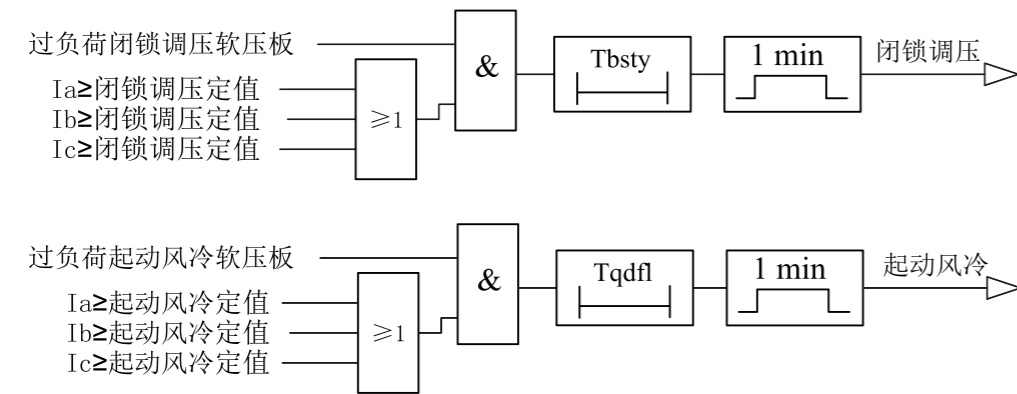 过负荷闭锁调压软压板
Ia≥闭锁调压定值
Ib≥闭锁调压定值
Ic≥闭锁调压定值
≥1
&
Tbsty
1 min
闭锁调压
过负荷起动风冷软压板
Ia≥起动风冷定值
Ib≥起动风冷定值
Ic≥起动风冷定值
≥1
&
Tqdfl
1 min
起动风冷